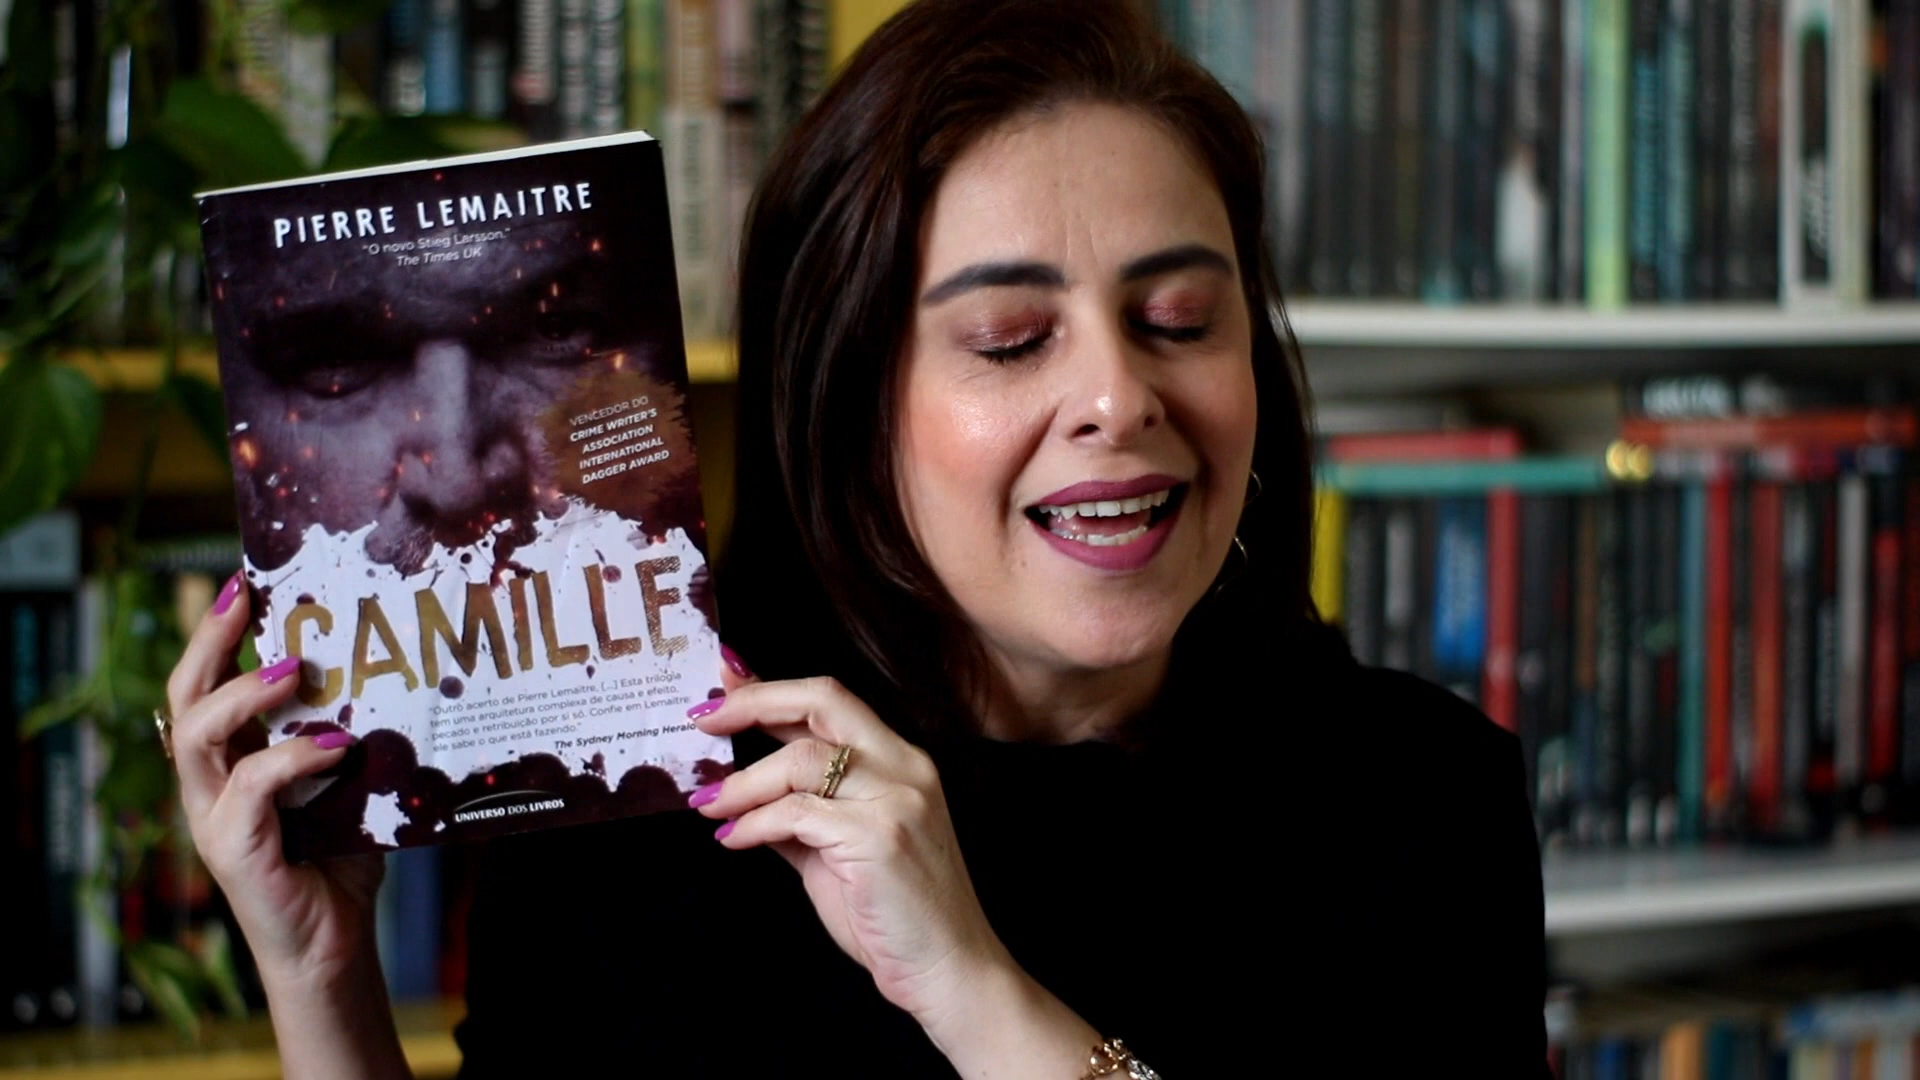 PIERRE LEMAITRE
"O novo Stieg Larsson."
The Times UK
VENCEDOR DO
CRIME WRITER'S
ASSOCIATION
INTERNATIONAL
DAGGER AWARD
CAMILLE
"Outro acerto de Pierre Lemaitre, [...] Esta trilogia
tem uma arquitetura complexa de causa e efeito,
pecado e retribuição por si só. Confie em Lemaitre:
ele sabe o que está fazendo."
The Sydney Morning Herald
UNIVERSO DOS LIVROS